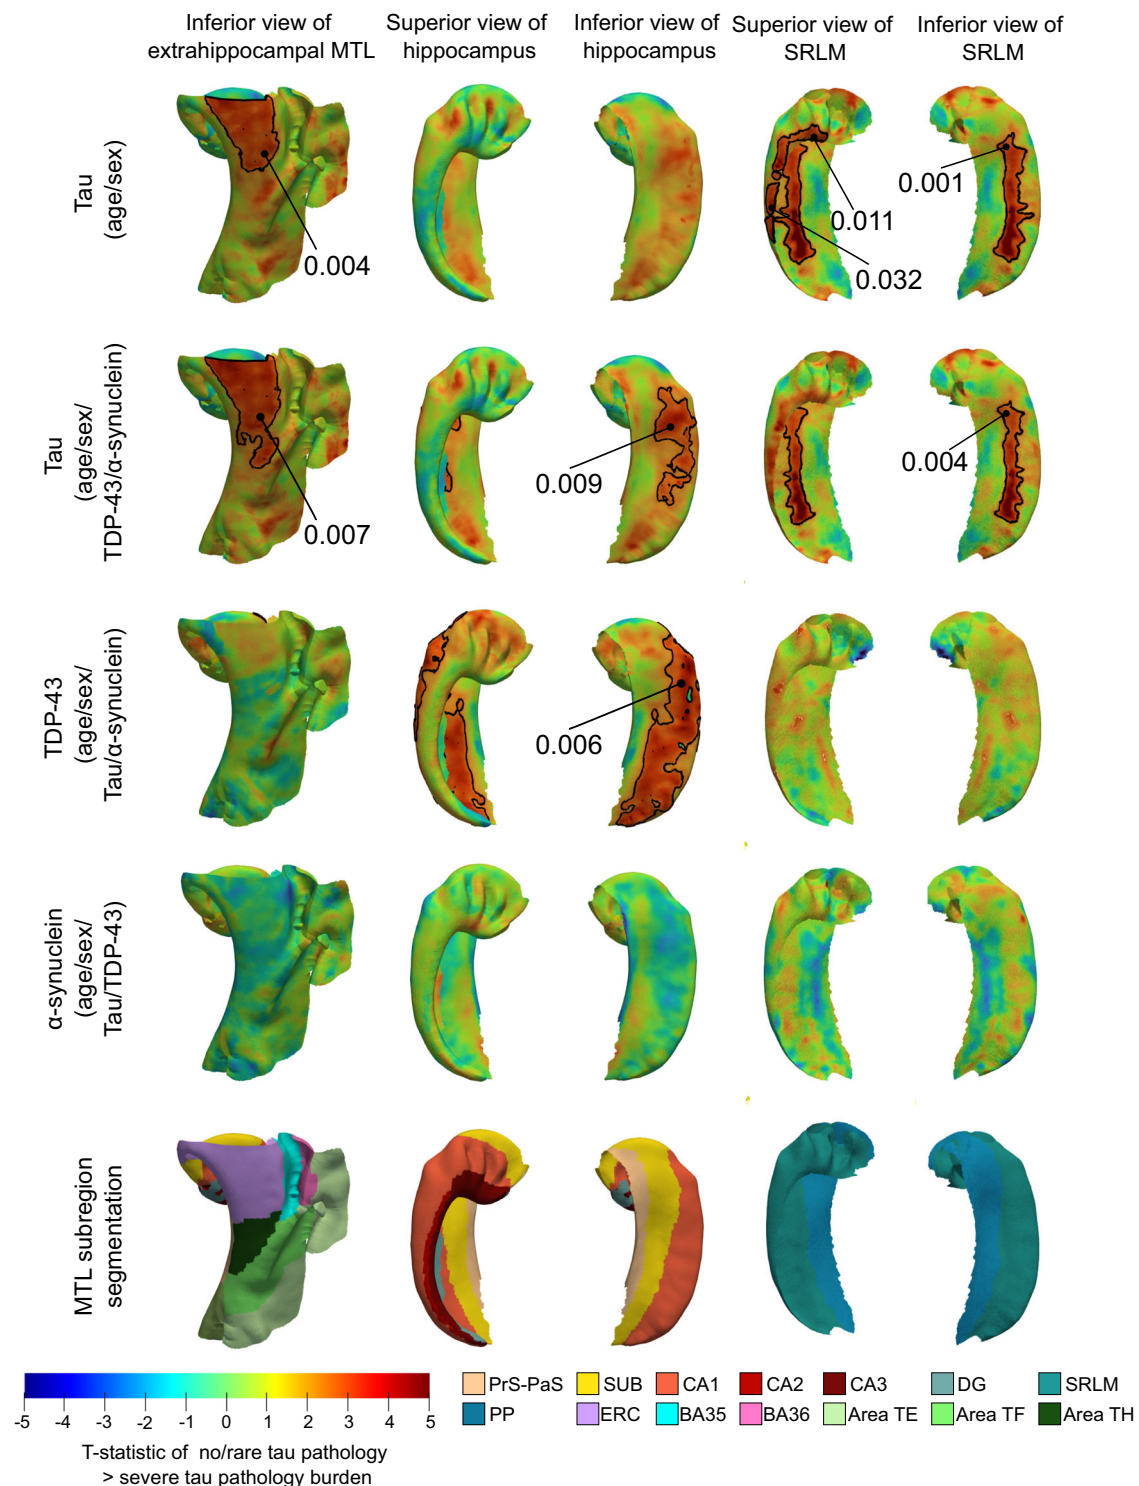 Inferior view of
extrahippocampal MTL
Superior view of
hippocampus
Inferior view of
hippocampus
Superior view of
SRLM
Inferior view of
SRLM
Tau
(age/sex)
0.004
0.011
0.032
0.001
Tau
(age/sex/
TDP-43/α-synuclein)
0.007
0.009
0.004
TDP-43
(age/sex/
Tau/α-synuclein)
0.006
α-synuclein
(age/sex/
Tau/TDP-43)
MTL subregion
segmentation
-5 -4 -3 -2 -1 0 1 2 3 4 5
T-statistic of no/rare tau pathology
> severe tau pathology burden
PrS-PaS SUB CA1 CA2 CA3 DG SRLM
PP ERC BA35 BA36 Area TE Area TF Area TH